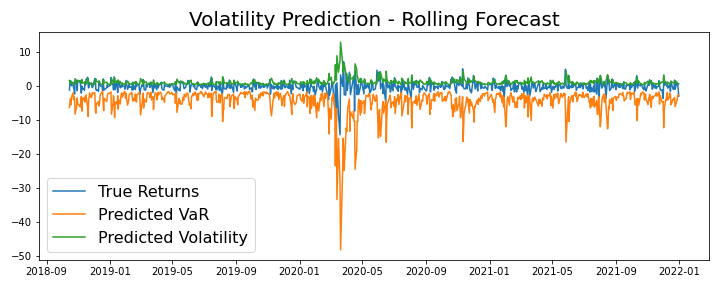 Volatility Prediction - Rolling Forecast
10
0
−10
−20
−30
−40
−50
True Returns
Predicted VaR
Predicted Volatility
2018-09 2019-01 2019-05 2019-09 2020-01 2020-05 2020-09 2021-01 2021-05 2021-09 2022-01